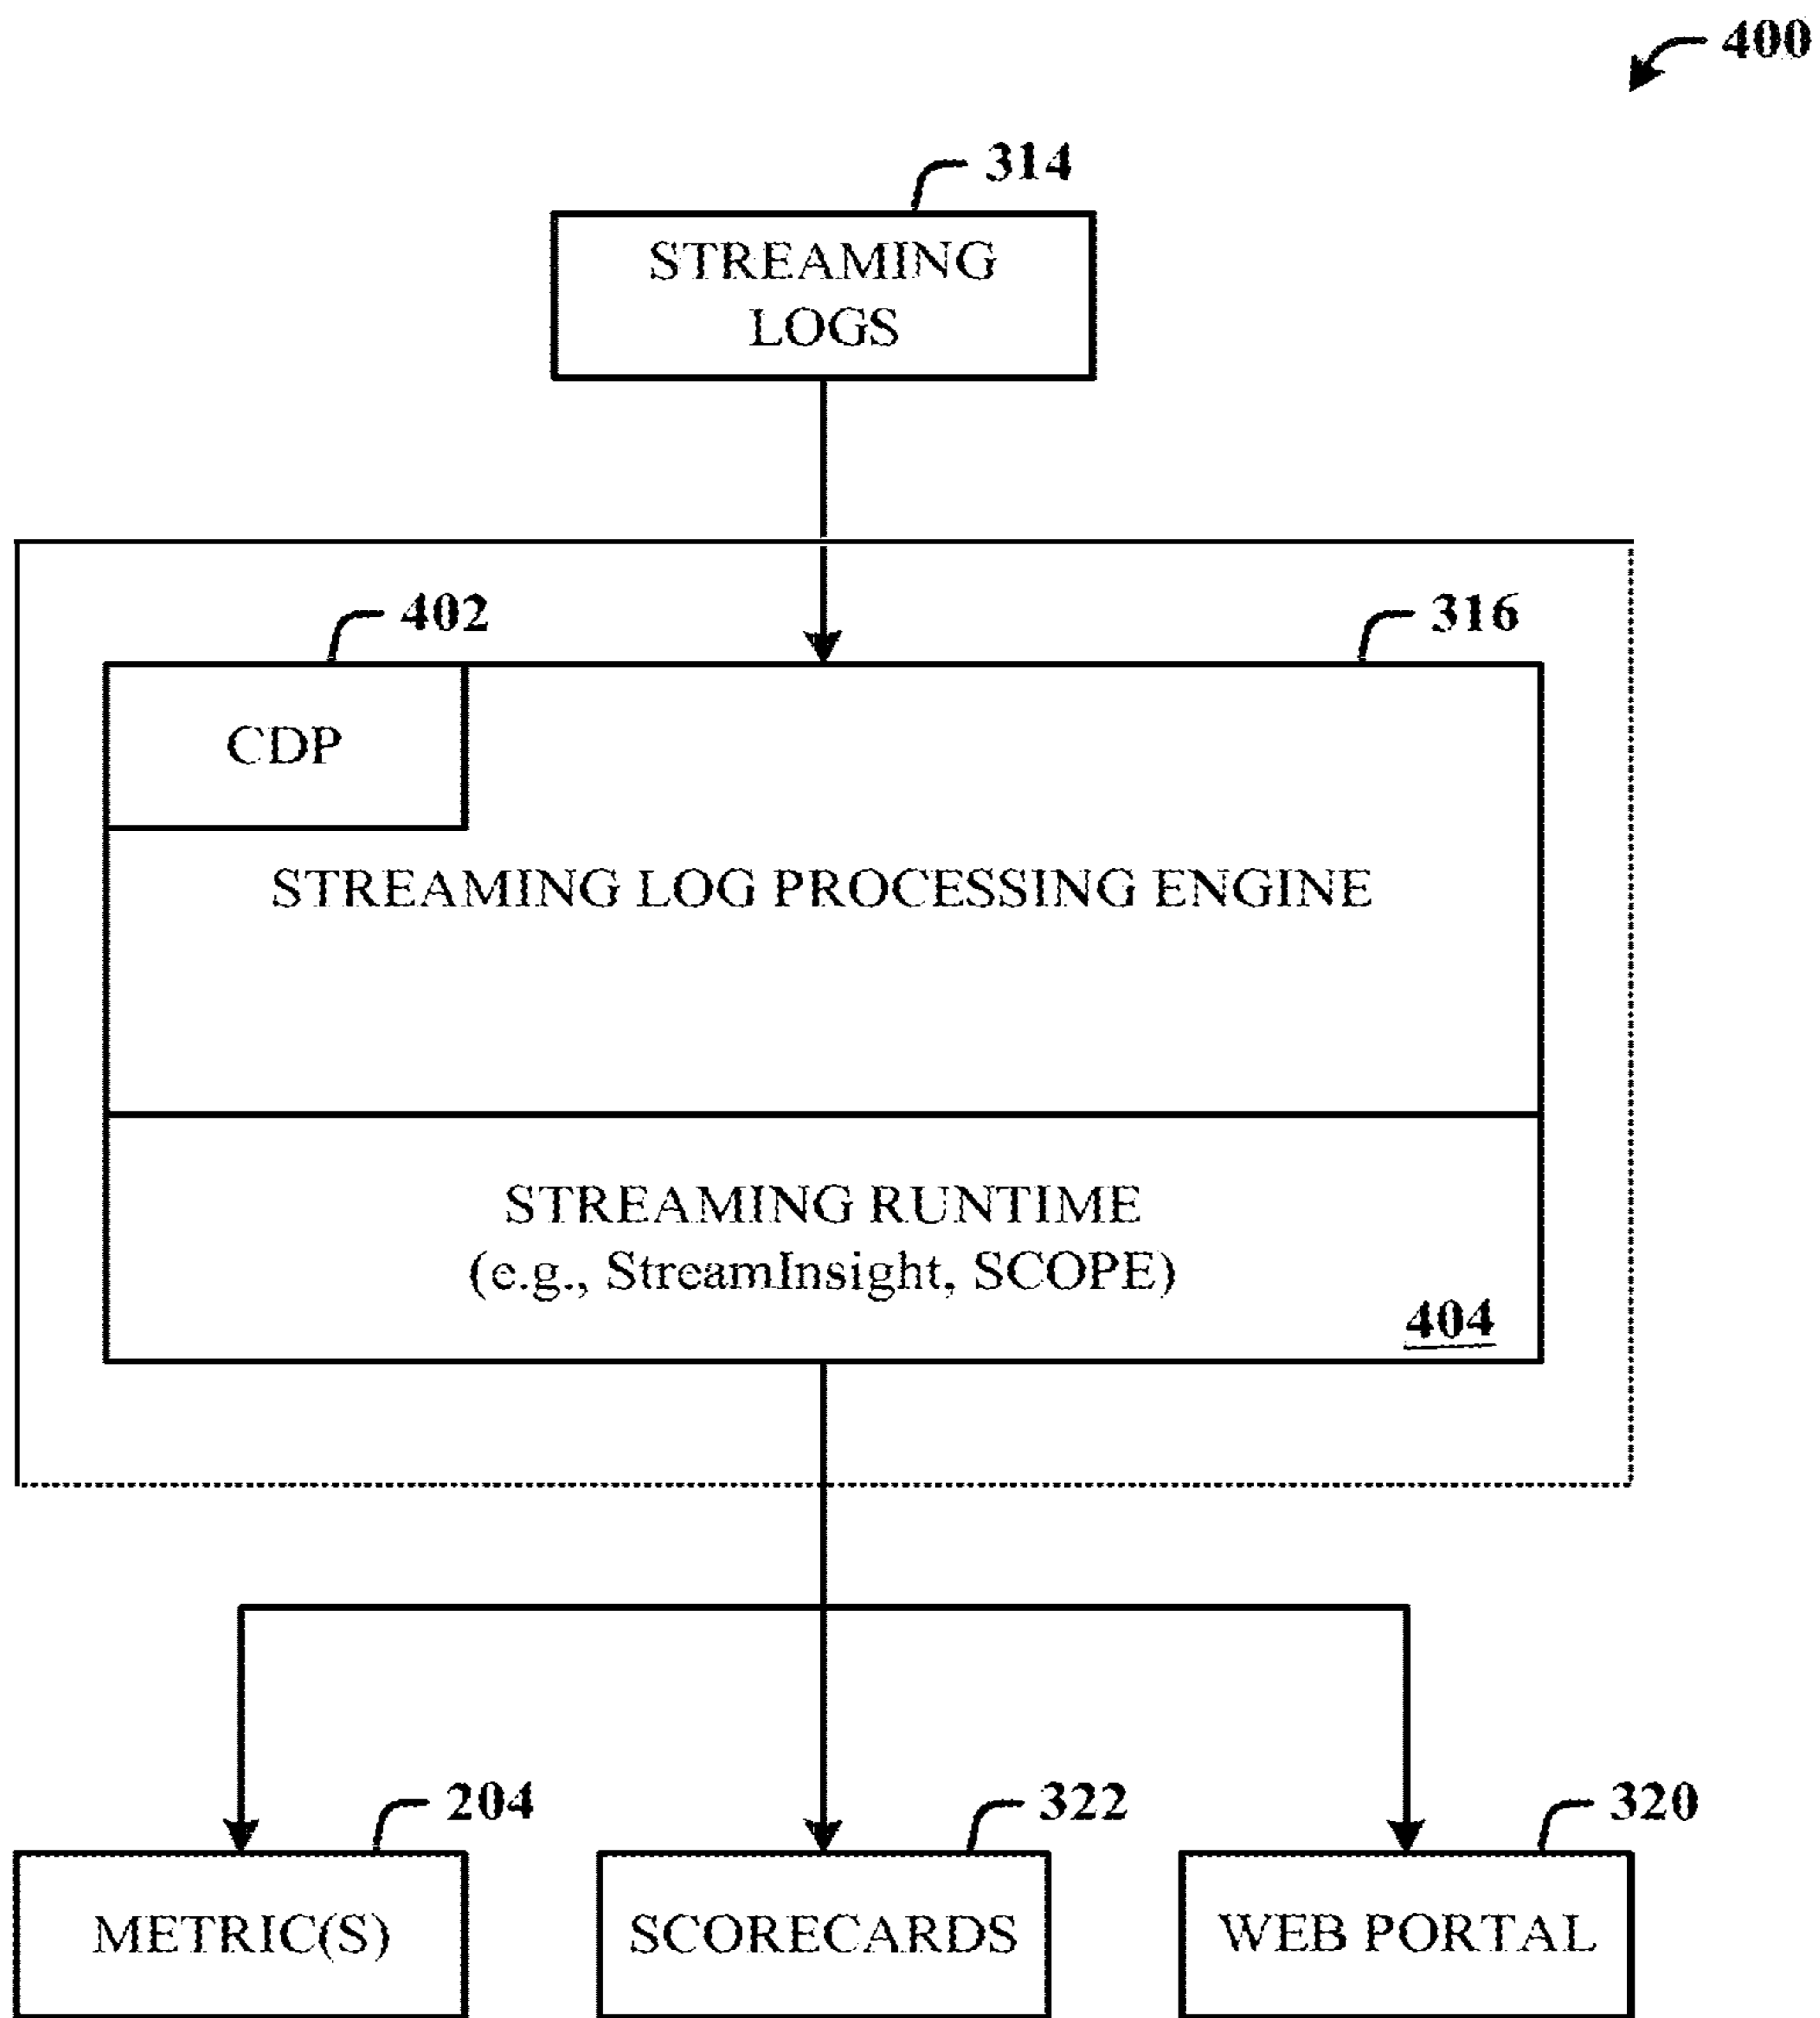 400
314
STREAMING
LOGS
402
316
CDP
STREAMING LOG PROCESSING ENGINE
STREAMING RUNTIME
(e.g., StreamInsight, SCOPE)
404
204
322
320
METRIC(S)
SCORECARDS
WEB PORTAL